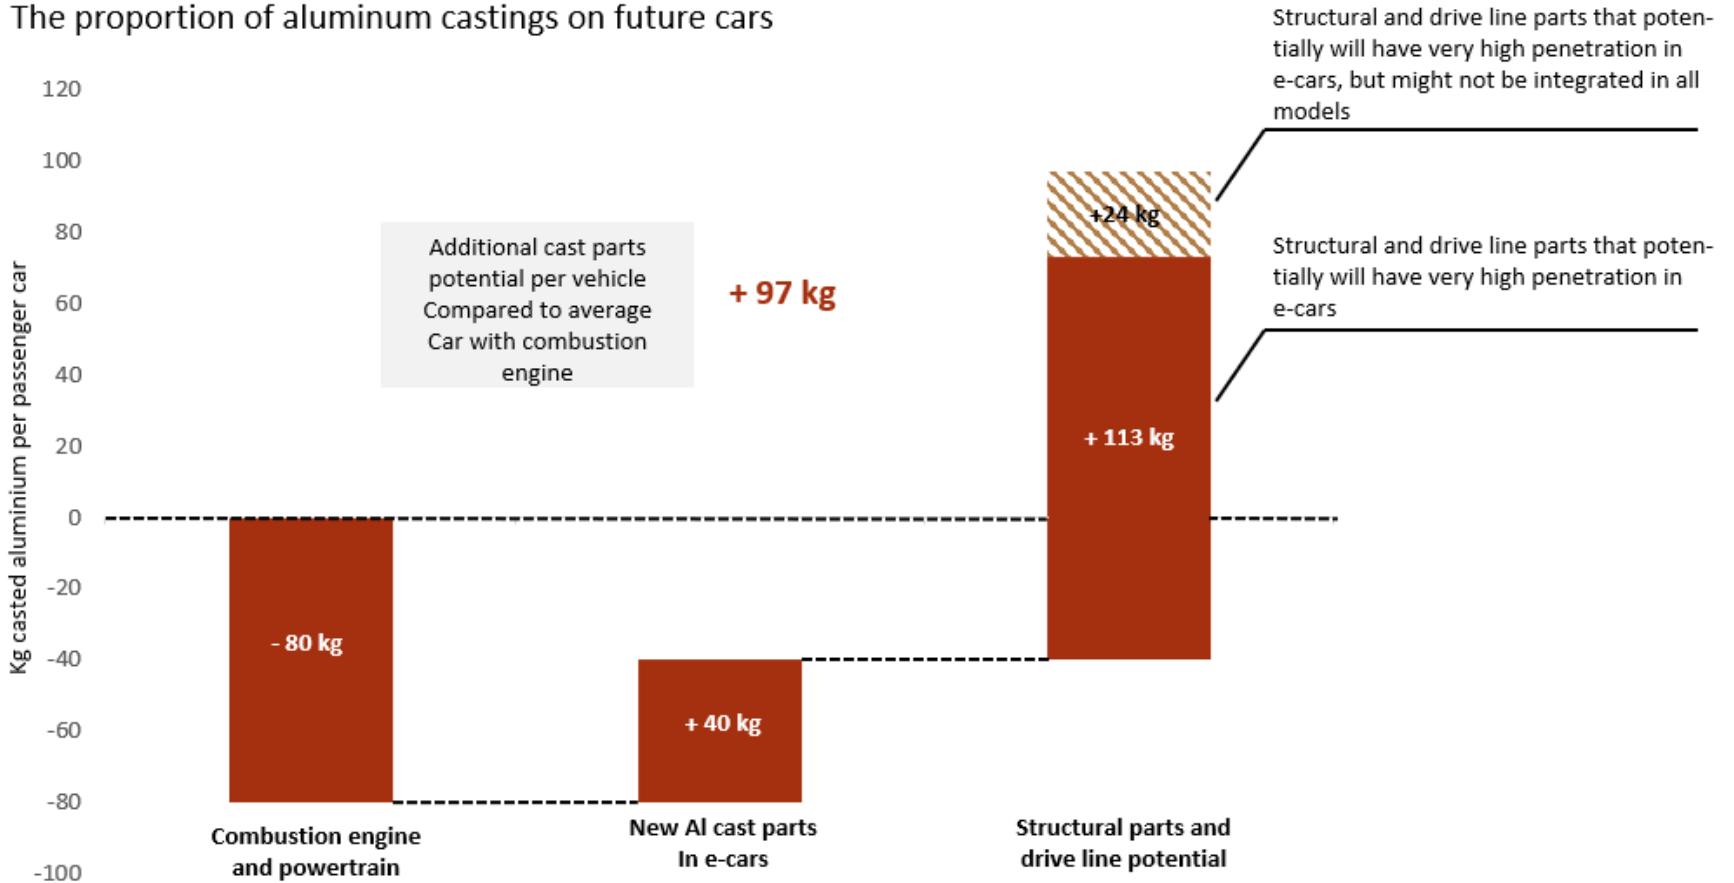 The proportion of aluminum castings on future cars
Structural and drive line parts that poten-
tially will have very high penetration in
e-cars, but might not be integrated in all
models
120
100
80
60
40
20
0
-20
-40
-60
-80
-100
Kg casted aluminium per passenger car
Additional cast parts
potential per vehicle
Compared to average
Car with combustion
engine
+ 97 kg
+24 kg
Structural and drive line parts that poten-
tially will have very high penetration in
e-cars
+ 113 kg
- 80 kg
+ 40 kg
Combustion engine
and powertrain
New Al cast parts
In e-cars
Structural parts and
drive line potential